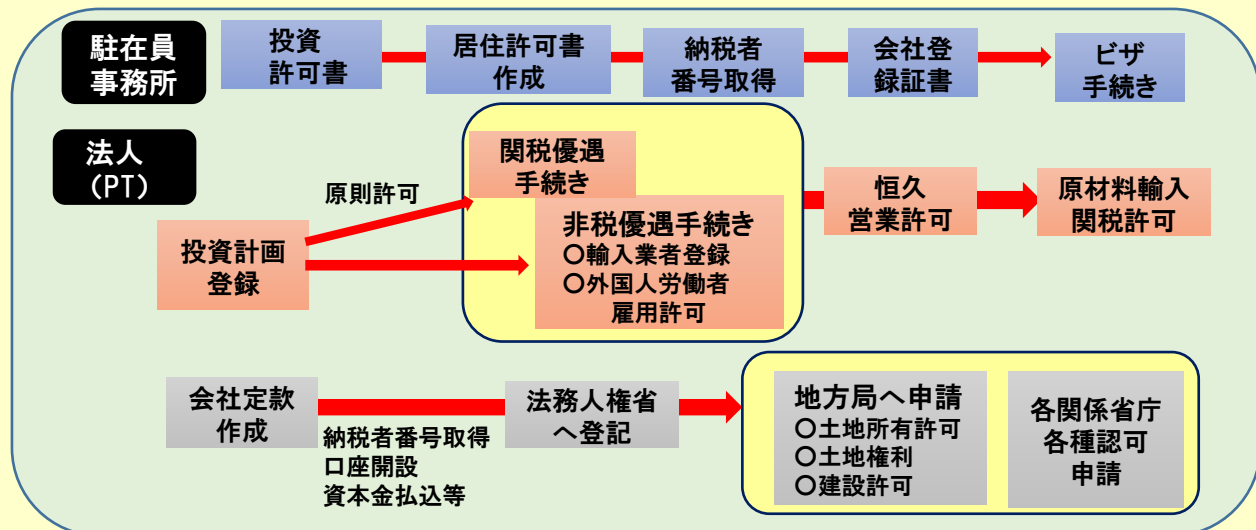 駐在員
事務所
投資
許可書
居住許可書
作成
納税者
番号取得
会社登
録証書
ビザ
手続き
法人
(PT)
投資計画
登録
原則許可
関税優遇
手続き
非税優遇手続き
〇輸入業者登録
〇外国人労働者
雇用許可
恒久
営業許可
原材料輸入
関税許可
会社定款
作成
納税者番号取得
口座開設
資本金払込等
法務人権省
へ登記
地方局へ申請
〇土地所有許可
〇土地権利
〇建設許可
各関係省庁
各種認可
申請